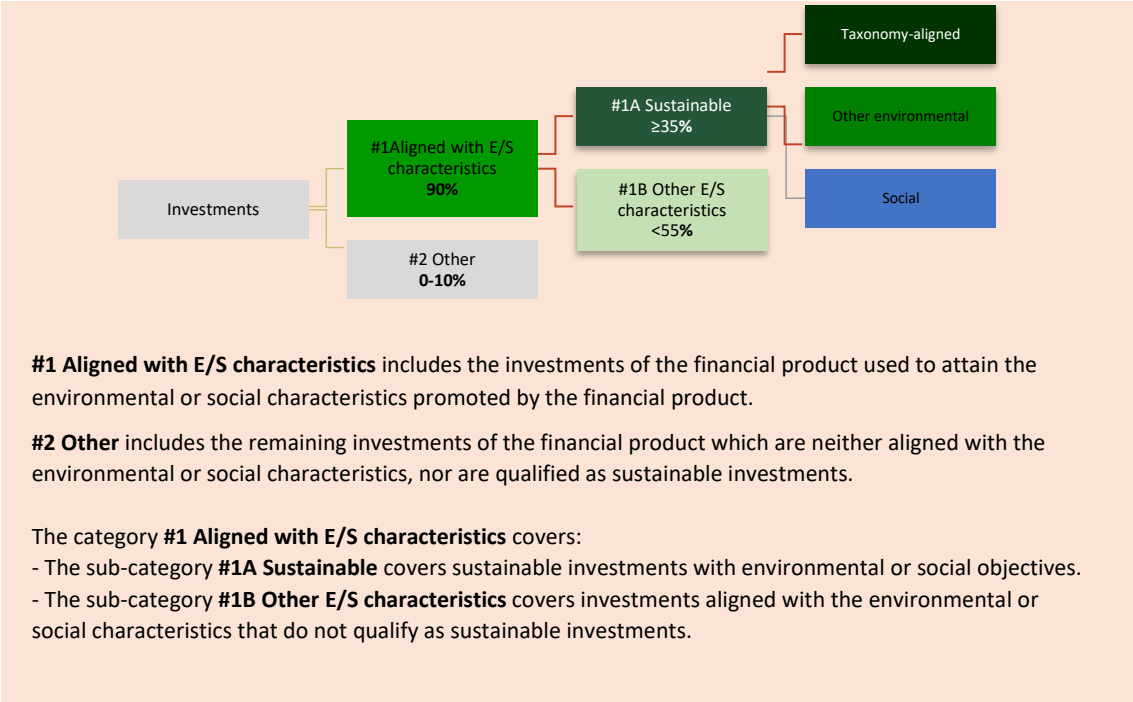 Taxonomy-aligned
#1A Sustainable
≥35%
Other environmental
#1Aligned with E/S
characteristics
90%
#1B Other E/S
characteristics
<55%
Social
Investments
#2 Other
0-10%
#1 Aligned with E/S characteristics includes the investments of the financial product used to attain the
environmental or social characteristics promoted by the financial product.
#2 Other includes the remaining investments of the financial product which are neither aligned with the
environmental or social characteristics, nor are qualified as sustainable investments.
The category #1 Aligned with E/S characteristics covers:
- The sub-category #1A Sustainable covers sustainable investments with environmental or social objectives.
- The sub-category #1B Other E/S characteristics covers investments aligned with the environmental or
social characteristics that do not qualify as sustainable investments.